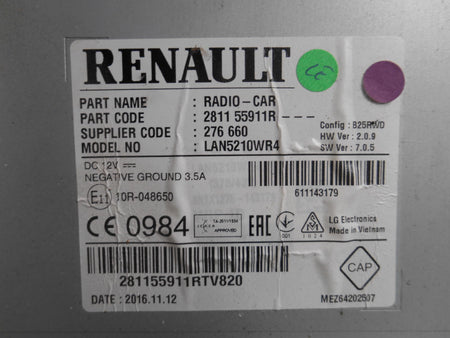 RENAULT
PART NAME : RADIO-CAR
PART CODE : 2811 55911R - - -
SUPPLIER CODE : 276 660
MODEL NO : LAN5210WR4
Config : B25RWD
HW Ver : 2.0.9
SW Ver : 7.0.5
DC 12V
NEGATIVE GROUND 3.5A
E11 10R-048650
611143179
CE 0984
APPROVED
EAC
LG Electronics
Made in Vietnam
281155911RTV820
DATE : 2016.11.12
CAP
MEZ64202507